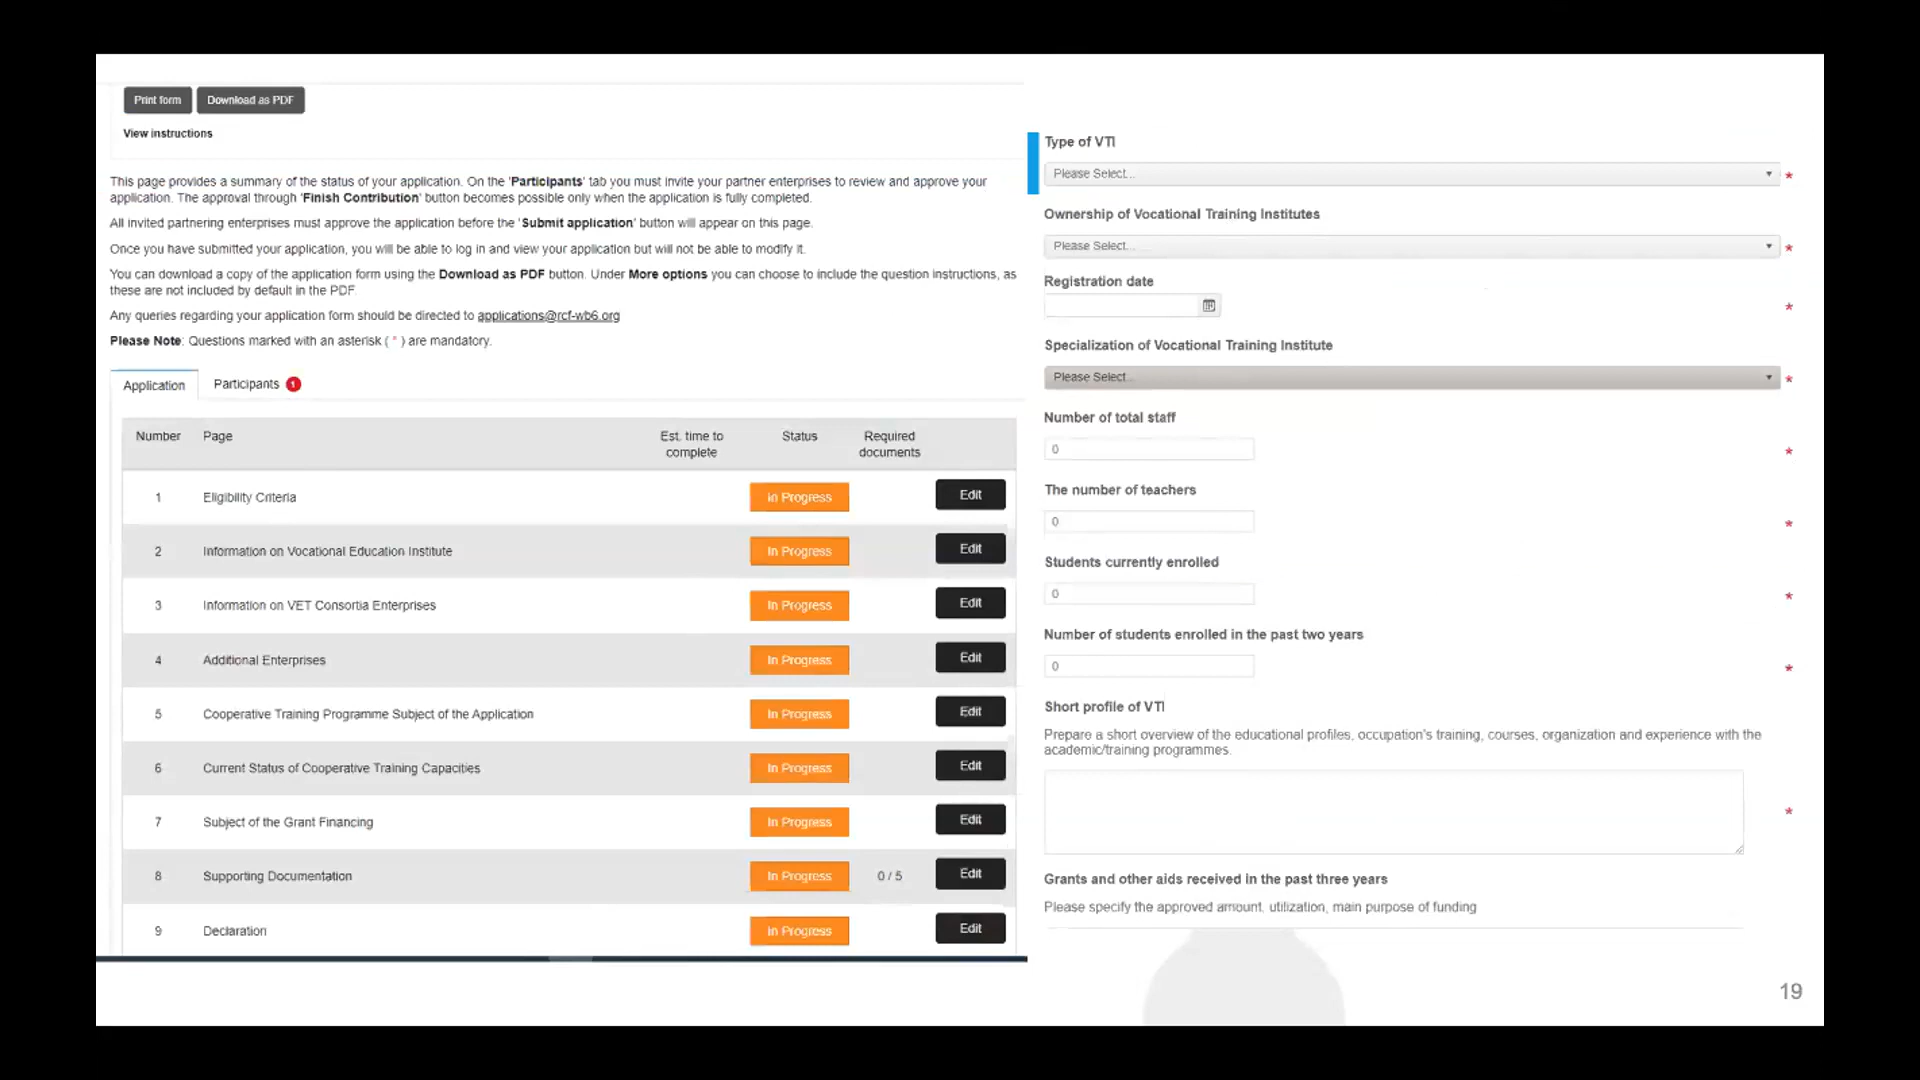 Print form
Download as PDF
View instructions
This page provides a summary of the status of your application. On the 'Participants' tab you must invite your partner enterprises to review and approve your
application. The approval through 'Finish Contribution' button becomes possible only when the application is fully completed.
All invited partnering enterprises must approve the application before the 'Submit application' button will appear on this page.
Once you have submitted your application, you will be able to log in and view your application but will not be able to modify it.
You can download a copy of the application form using the Download as PDF button. Under More options you can choose to include the question instructions, as
these are not included by default in the PDF.
Any queries regarding your application form should be directed to applications@rcf-wb6.org
Please Note: Questions marked with an asterisk ( * ) are mandatory.
Application
Participants 1
Number Page Est. time to complete Status Required documents
1 Eligibility Criteria In Progress Edit
2 Information on Vocational Education Institute In Progress Edit
3 Information on VET Consortia Enterprises In Progress Edit
4 Additional Enterprises In Progress Edit
5 Cooperative Training Programme Subject of the Application In Progress Edit
6 Current Status of Cooperative Training Capacities In Progress Edit
7 Subject of the Grant Financing In Progress Edit
8 Supporting Documentation In Progress 0 / 5 Edit
9 Declaration In Progress Edit
Type of VTI
Please Select... *
Ownership of Vocational Training Institutes
Please Select... *
Registration date
*
Specialization of Vocational Training Institute
Please Select... *
Number of total staff
0 *
The number of teachers
0 *
Students currently enrolled
0 *
Number of students enrolled in the past two years
0 *
Short profile of VTI
Prepare a short overview of the educational profiles, occupation's training, courses, organization and experience with the
academic/training programmes.
*
Grants and other aids received in the past three years
Please specify the approved amount, utilization, main purpose of funding
19